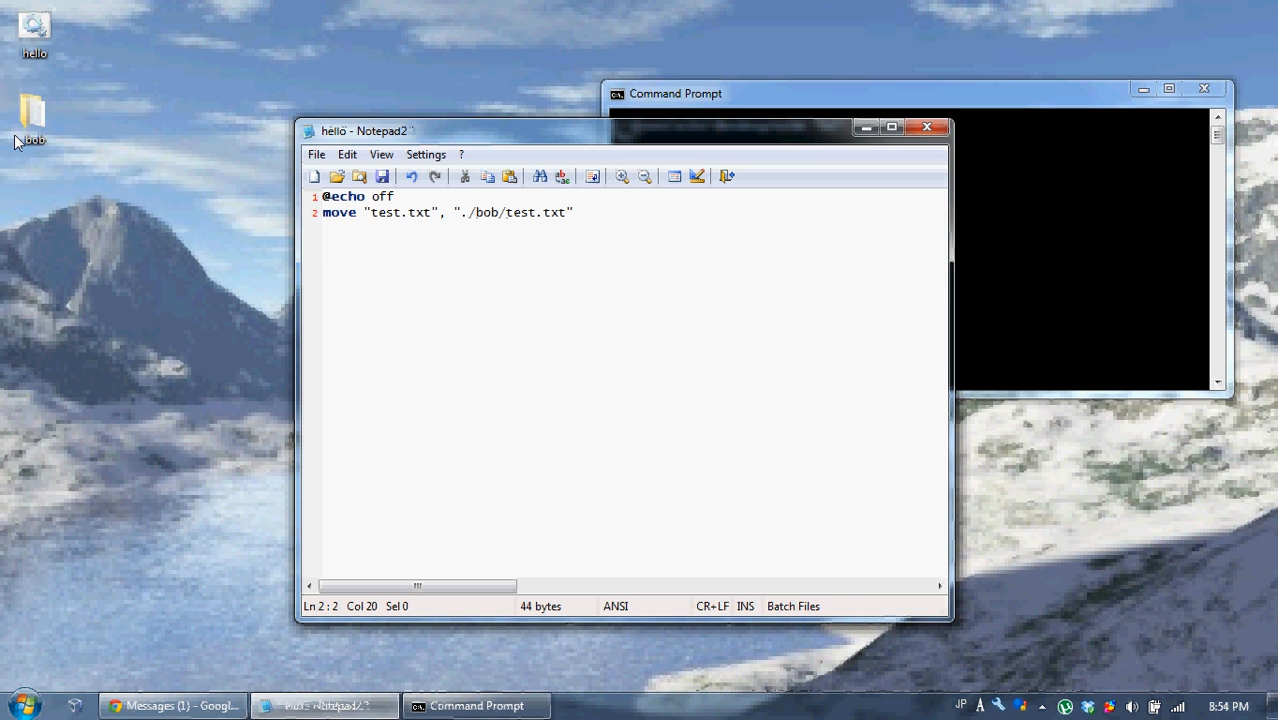 hello
bob
Command Prompt
hello - Notepad2
File Edit View Settings ?
1 @echo off
2 move "test.txt", "./bob/test.txt"
Ln 2 : 2 Col 20 Sel 0 44 bytes ANSI CR+LF INS Batch Files
Messages (1) - Googl... Command Prompt JP A 8:54 PM